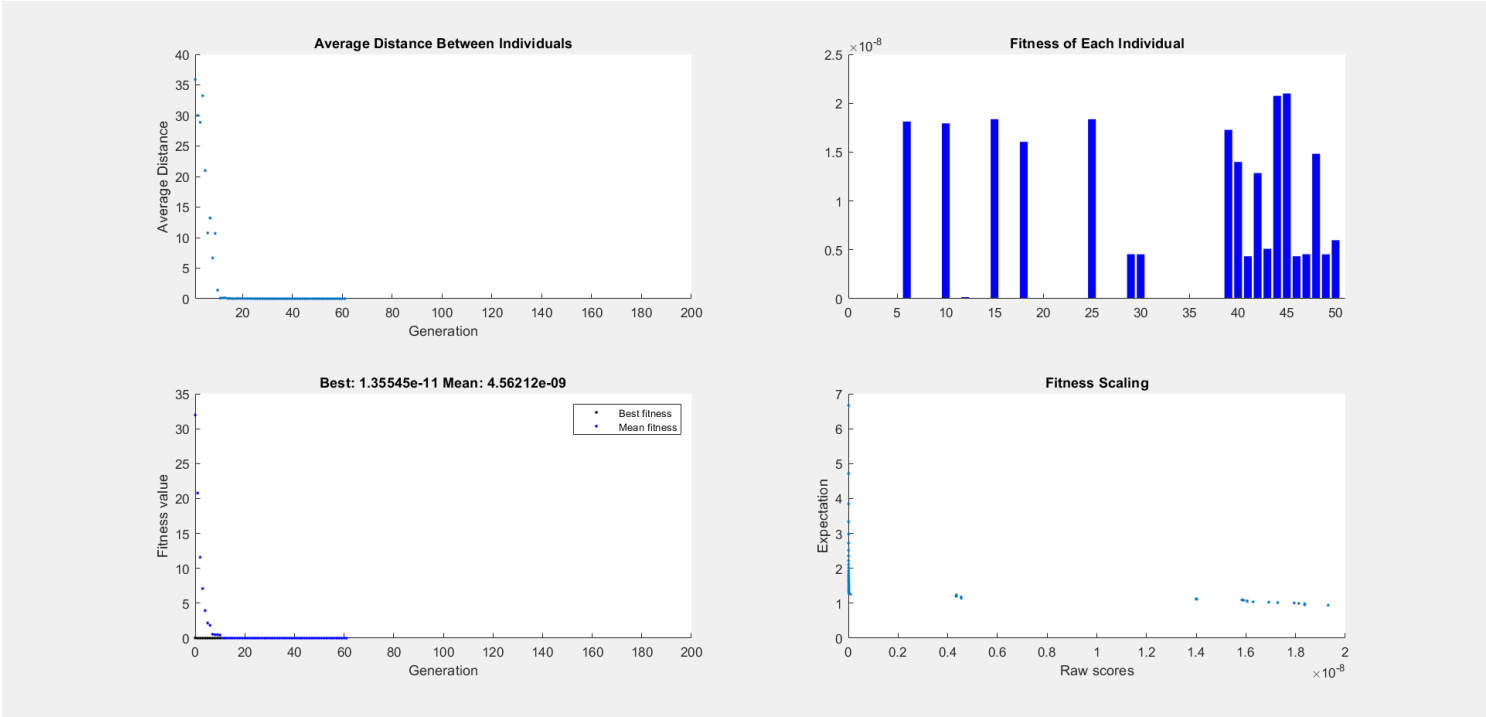 Average Distance Between Individuals
40
35
30
25
20
15
10
5
0
Average Distance
20 40 60 80 100 120 140 160 180 200
Generation
Fitness of Each Individual
×10-8
2.5
2
1.5
1
0.5
0
0 5 10 15 20 25 30 35 40 45 50
Best: 1.35545e-11 Mean: 4.56212e-09
35
30
25
20
15
10
5
0
Fitness value
Best fitness
Mean fitness
0 20 40 60 80 100 120 140 160 180 200
Generation
Fitness Scaling
7
6
5
4
3
2
1
0
Expectation
0 0.2 0.4 0.6 0.8 1 1.2 1.4 1.6 1.8 2
Raw scores
×10-8